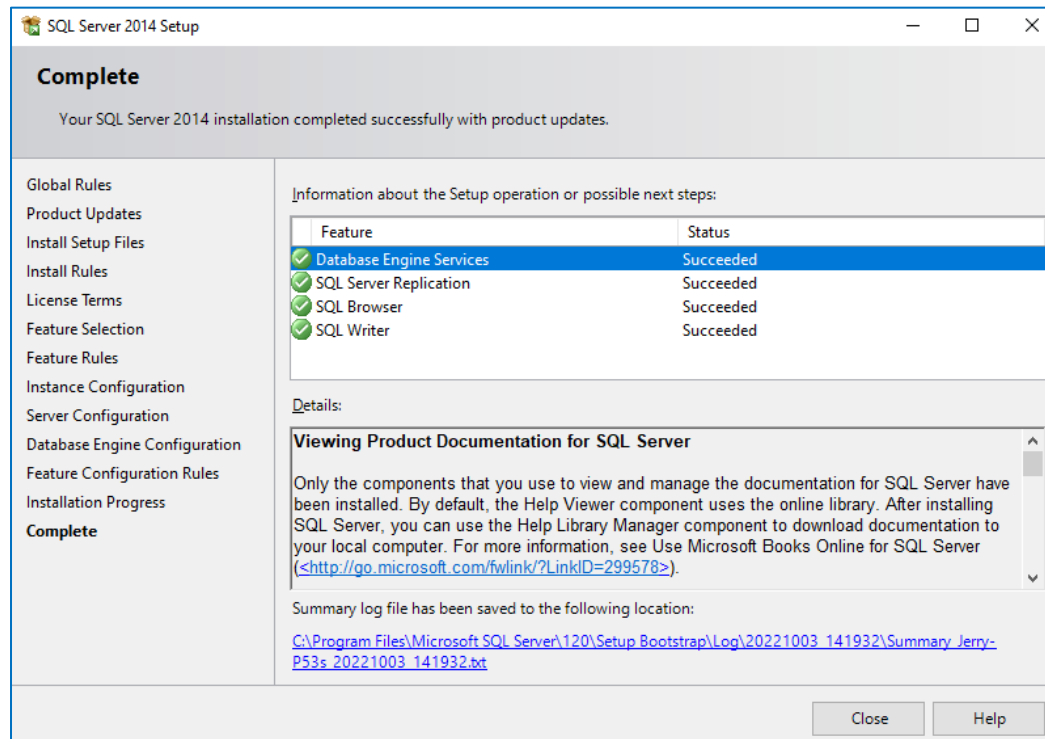 SQL Server 2014 Setup
Complete
Your SQL Server 2014 installation completed successfully with product updates.
Global Rules
Product Updates
Install Setup Files
Install Rules
License Terms
Feature Selection
Feature Rules
Instance Configuration
Server Configuration
Database Engine Configuration
Feature Configuration Rules
Installation Progress
Complete
Information about the Setup operation or possible next steps:
Feature Status
Database Engine Services Succeeded
SQL Server Replication Succeeded
SQL Browser Succeeded
SQL Writer Succeeded
Details:
Viewing Product Documentation for SQL Server
Only the components that you use to view and manage the documentation for SQL Server have
been installed. By default, the Help Viewer component uses the online library. After installing
SQL Server, you can use the Help Library Manager component to download documentation to
your local computer. For more information, see Use Microsoft Books Online for SQL Server
(<http://go.microsoft.com/fwlink/?LinkID=299578>).
Summary log file has been saved to the following location:
C:\Program Files\Microsoft SQL Server\120\Setup Bootstrap\Log\20221003_141932\Summary_Jerry-
P53s_20221003_141932.txt
Close Help